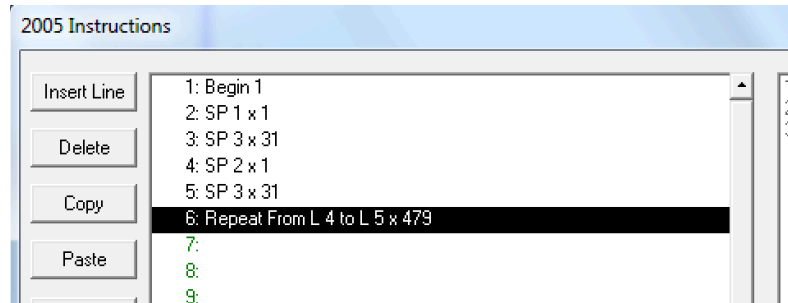 2005 Instructions
Insert Line
Delete
Copy
Paste
1: Begin 1
2: SP 1 x 1
3: SP 3 x 31
4: SP 2 x 1
5: SP 3 x 31
6: Repeat From L 4 to L 5 x 479
7:
8:
9: